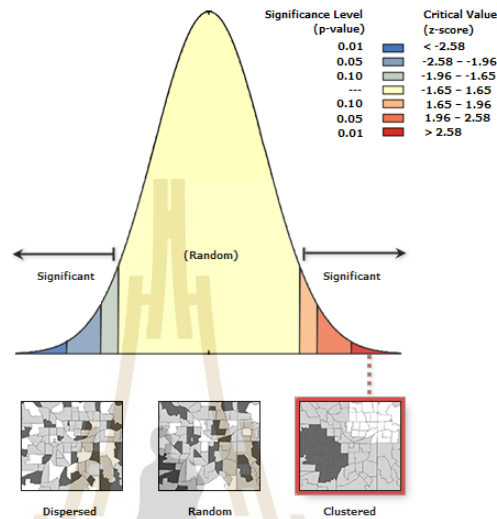 Significance Level
(p-value)
Critical Value
(z-score)
0.01 < -2.58
0.05 -2.58 – -1.96
0.10 -1.96 – -1.65
--- -1.65 – 1.65
0.10 1.65 – 1.96
0.05 1.96 – 2.58
0.01 > 2.58
(Random)
Significant
Significant
Dispersed
Random
Clustered